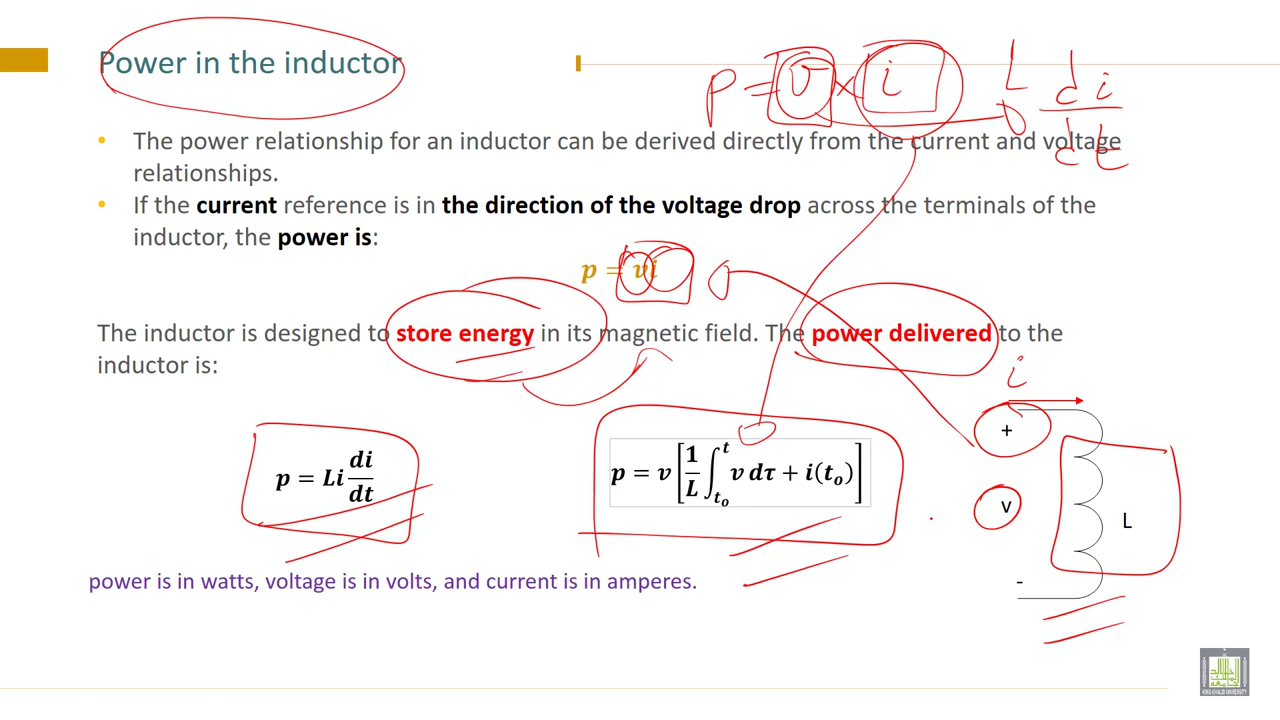 Power in the inductor
p = v × i L di/dt
• The power relationship for an inductor can be derived directly from the current and voltage
relationships.
• If the current reference is in the direction of the voltage drop across the terminals of the
inductor, the power is:
p = vi
The inductor is designed to store energy in its magnetic field. The power delivered to the
inductor is:
i
+
p = Li di/dt
p = v [ 1/L ∫_{t_o}^{t} v dτ + i(t_o) ]
v
L
-
power is in watts, voltage is in volts, and current is in amperes.
KING KHALID UNIVERSITY